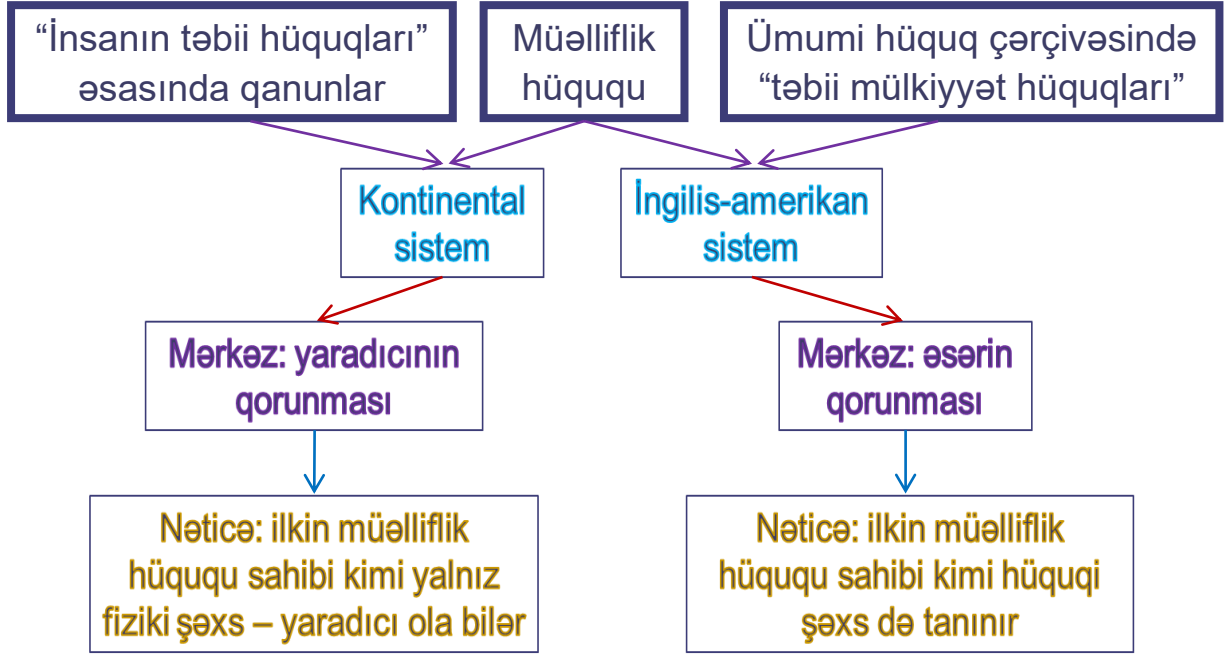 “İnsanın təbii hüquqları”
əsasında qanunlar
Müəlliflik
hüququ
Ümumi hüquq çərçivəsində
“təbii mülkiyyət hüquqları”
Kontinental
sistem
İngilis-amerikan
sistem
Mərkəz: yaradıcının
qorunması
Mərkəz: əsərin
qorunması
Nəticə: ilkin müəlliflik
hüququ sahibi kimi yalnız
fiziki şəxs – yaradıcı ola bilər
Nəticə: ilkin müəlliflik
hüququ sahibi kimi hüquqi
şəxs də tanınır